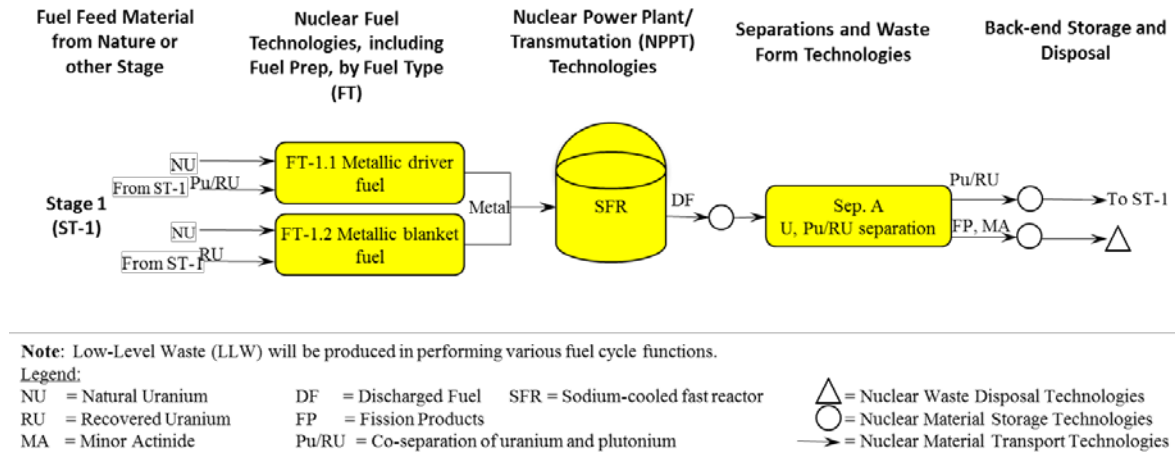 Fuel Feed Material
from Nature or
other Stage
Nuclear Fuel
Technologies, including
Fuel Prep, by Fuel Type
(FT)
Nuclear Power Plant/
Transmutation (NPPT)
Technologies
Separations and Waste
Form Technologies
Back-end Storage and
Disposal
Stage 1
(ST-1)
NU
From ST-1 Pu/RU
FT-1.1 Metallic driver
fuel
NU
From ST-1 RU
FT-1.2 Metallic blanket
fuel
Metal
SFR
DF
Sep. A
U, Pu/RU separation
Pu/RU
To ST-1
FP, MA
Note: Low-Level Waste (LLW) will be produced in performing various fuel cycle functions.
Legend:
NU = Natural Uranium
RU = Recovered Uranium
MA = Minor Actinide
DF = Discharged Fuel
FP = Fission Products
Pu/RU = Co-separation of uranium and plutonium
SFR = Sodium-cooled fast reactor
= Nuclear Waste Disposal Technologies
= Nuclear Material Storage Technologies
= Nuclear Material Transport Technologies